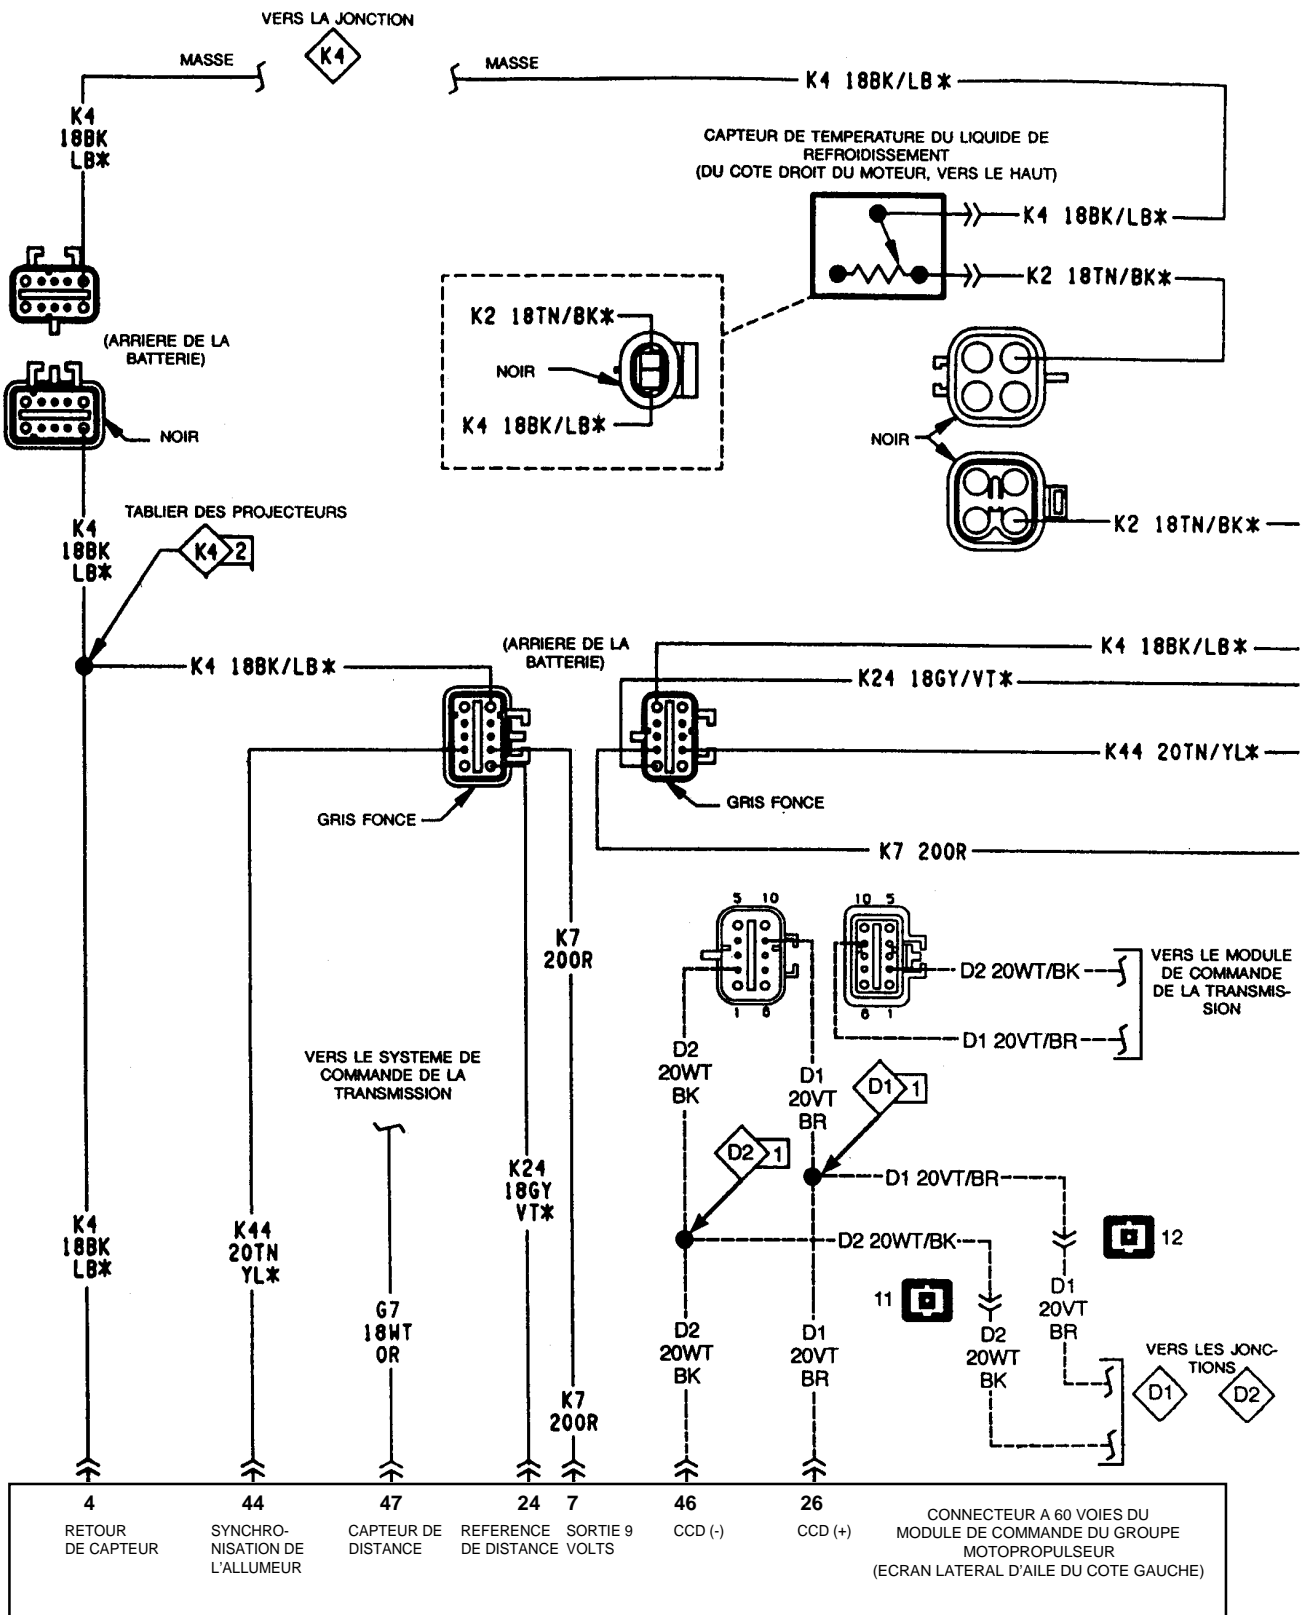 VERS LA JONCTION
K4
MASSE
MASSE
K4 18BK/LB*
K4
18BK
LB*
CAPTEUR DE TEMPERATURE DU LIQUIDE DE
REFROIDISSEMENT
(DU COTE DROIT DU MOTEUR, VERS LE HAUT)
K4 18BK/LB*
K2 18TN/BK*
K2 18TN/BK*
NOIR
K4 18BK/LB*
(ARRIERE DE LA
BATTERIE)
NOIR
NOIR
K2 18TN/BK*
TABLIER DES PROJECTEURS
K4 2
K4
18BK
LB*
K4 18BK/LB*
(ARRIERE DE LA
BATTERIE)
K4 18BK/LB*
K24 18GY/VT*
K44 20TN/YL*
GRIS FONCE
GRIS FONCE
K7 20OR
5 10
1 6
10 5
6 1
K7
20OR
D2 20WT/BK
D1 20VT/BR
VERS LE MODULE
DE COMMANDE
DE LA TRANSMIS-
SION
VERS LE SYSTEME DE
COMMANDE DE LA
TRANSMISSION
D2
20WT
BK
D1
20VT
BR
D1 1
D2 1
K24
18GY
VT*
D1 20VT/BR
D2 20WT/BK
12
11
K4
18BK
LB*
K44
20TN
YL*
G7
18WT
OR
D2
20WT
BK
D1
20VT
BR
D2
20WT
BK
D1
20VT
BR
VERS LES JONC-
TIONS
D1
D2
K7
20OR
4
RETOUR
DE CAPTEUR
44
SYNCHRO-
NISATION DE
L'ALLUMEUR
47
CAPTEUR DE
DISTANCE
24
REFERENCE
DE DISTANCE
7
SORTIE 9
VOLTS
46
CCD (-)
26
CCD (+)
CONNECTEUR A 60 VOIES DU
MODULE DE COMMANDE DU GROUPE
MOTOPROPULSEUR
(ECRAN LATERAL D'AILE DU COTE GAUCHE)